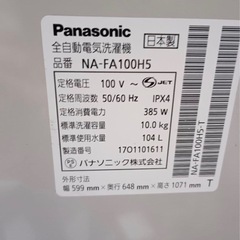 Panasonic
日本製
全自動電気洗濯機
品番 NA-FA100H5
定格電圧 100 V～ JET
定格周波数 50/60 Hz IPX4
定格消費電力 385 W
標準洗濯容量 10.0 kg
標準使用水量 104 L
製造番号 17O1101611
パナソニック株式会社
外形寸法
幅 599 mm×奥行 648 mm×高さ 1071 mm T
NA-FA100H5-T